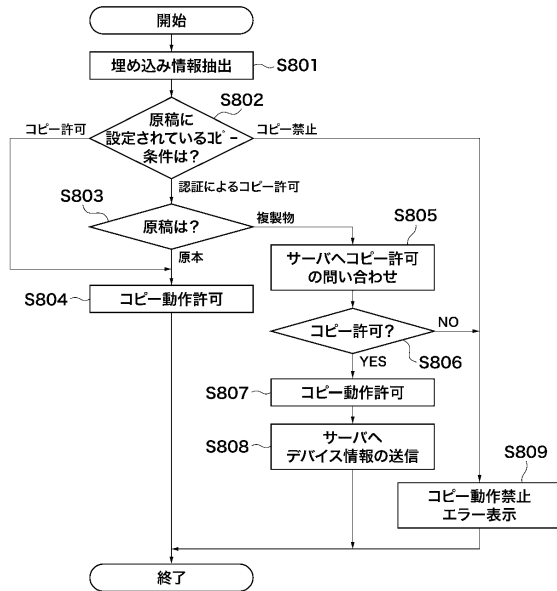 開始
埋め込み情報抽出
S801
S802
原稿に
設定されているコピー
条件は？
コピー許可
コピー禁止
認証によるコピー許可
S803
原稿は？
複製物
原本
S805
サーバへコピー許可
の問い合わせ
S804
コピー動作許可
コピー許可？
NO
S806
YES
S807
コピー動作許可
S808
サーバへ
デバイス情報の送信
S809
コピー動作禁止
エラー表示
終了